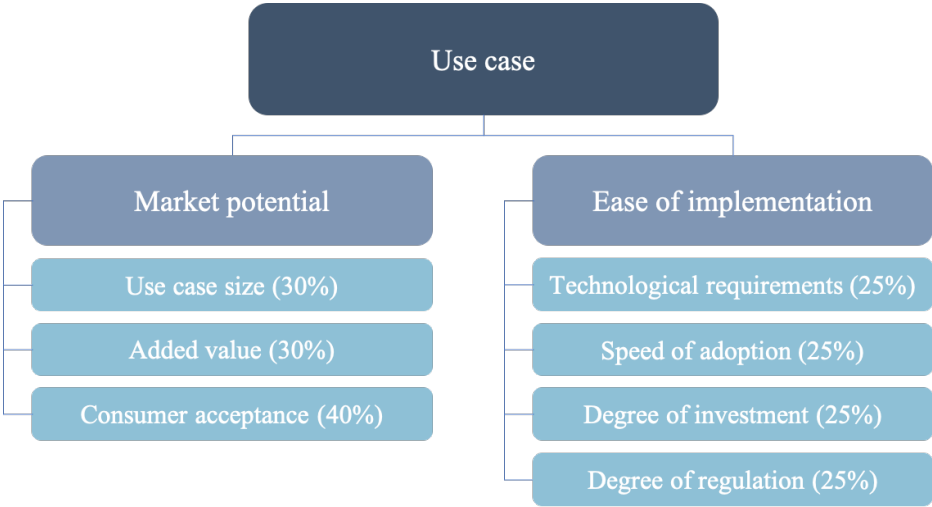 Use case
Market potential
Use case size (30%)
Added value (30%)
Consumer acceptance (40%)
Ease of implementation
Technological requirements (25%)
Speed of adoption (25%)
Degree of investment (25%)
Degree of regulation (25%)